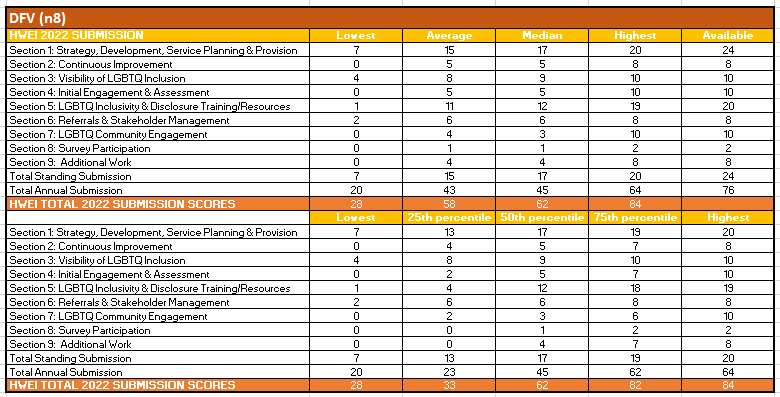 DFV (n8)
HWEI 2022 SUBMISSION Lowest Average Median Highest Available
Section 1: Strategy, Development, Service Planning & Provision 7 15 17 20 24
Section 2: Continuous Improvement 0 5 5 8 8
Section 3: Visibility of LGBTQ Inclusion 4 8 9 10 10
Section 4: Initial Engagement & Assessment 0 5 5 10 10
Section 5: LGBTQ Inclusivity & Disclosure Training/Resources 1 11 12 19 20
Section 6: Referrals & Stakeholder Management 2 6 6 8 8
Section 7: LGBTQ Community Engagement 0 4 3 10 10
Section 8: Survey Participation 0 1 1 2 2
Section 9: Additional Work 0 4 4 8 8
Total Standing Submission 7 15 17 20 24
Total Annual Submission 20 43 45 64 76
HWEI TOTAL 2022 SUBMISSION SCORES 28 58 62 84
Lowest 25th percentile 50th percentile 75th percentile Highest
Section 1: Strategy, Development, Service Planning & Provision 7 13 17 19 20
Section 2: Continuous Improvement 0 4 5 7 8
Section 3: Visibility of LGBTQ Inclusion 4 8 9 10 10
Section 4: Initial Engagement & Assessment 0 2 5 7 10
Section 5: LGBTQ Inclusivity & Disclosure Training/Resources 1 4 12 18 19
Section 6: Referrals & Stakeholder Management 2 6 6 8 8
Section 7: LGBTQ Community Engagement 0 2 3 6 10
Section 8: Survey Participation 0 0 1 2 2
Section 9: Additional Work 0 0 4 7 8
Total Standing Submission 7 13 17 19 20
Total Annual Submission 20 23 45 62 64
HWEI TOTAL 2022 SUBMISSION SCORES 28 33 62 82 84